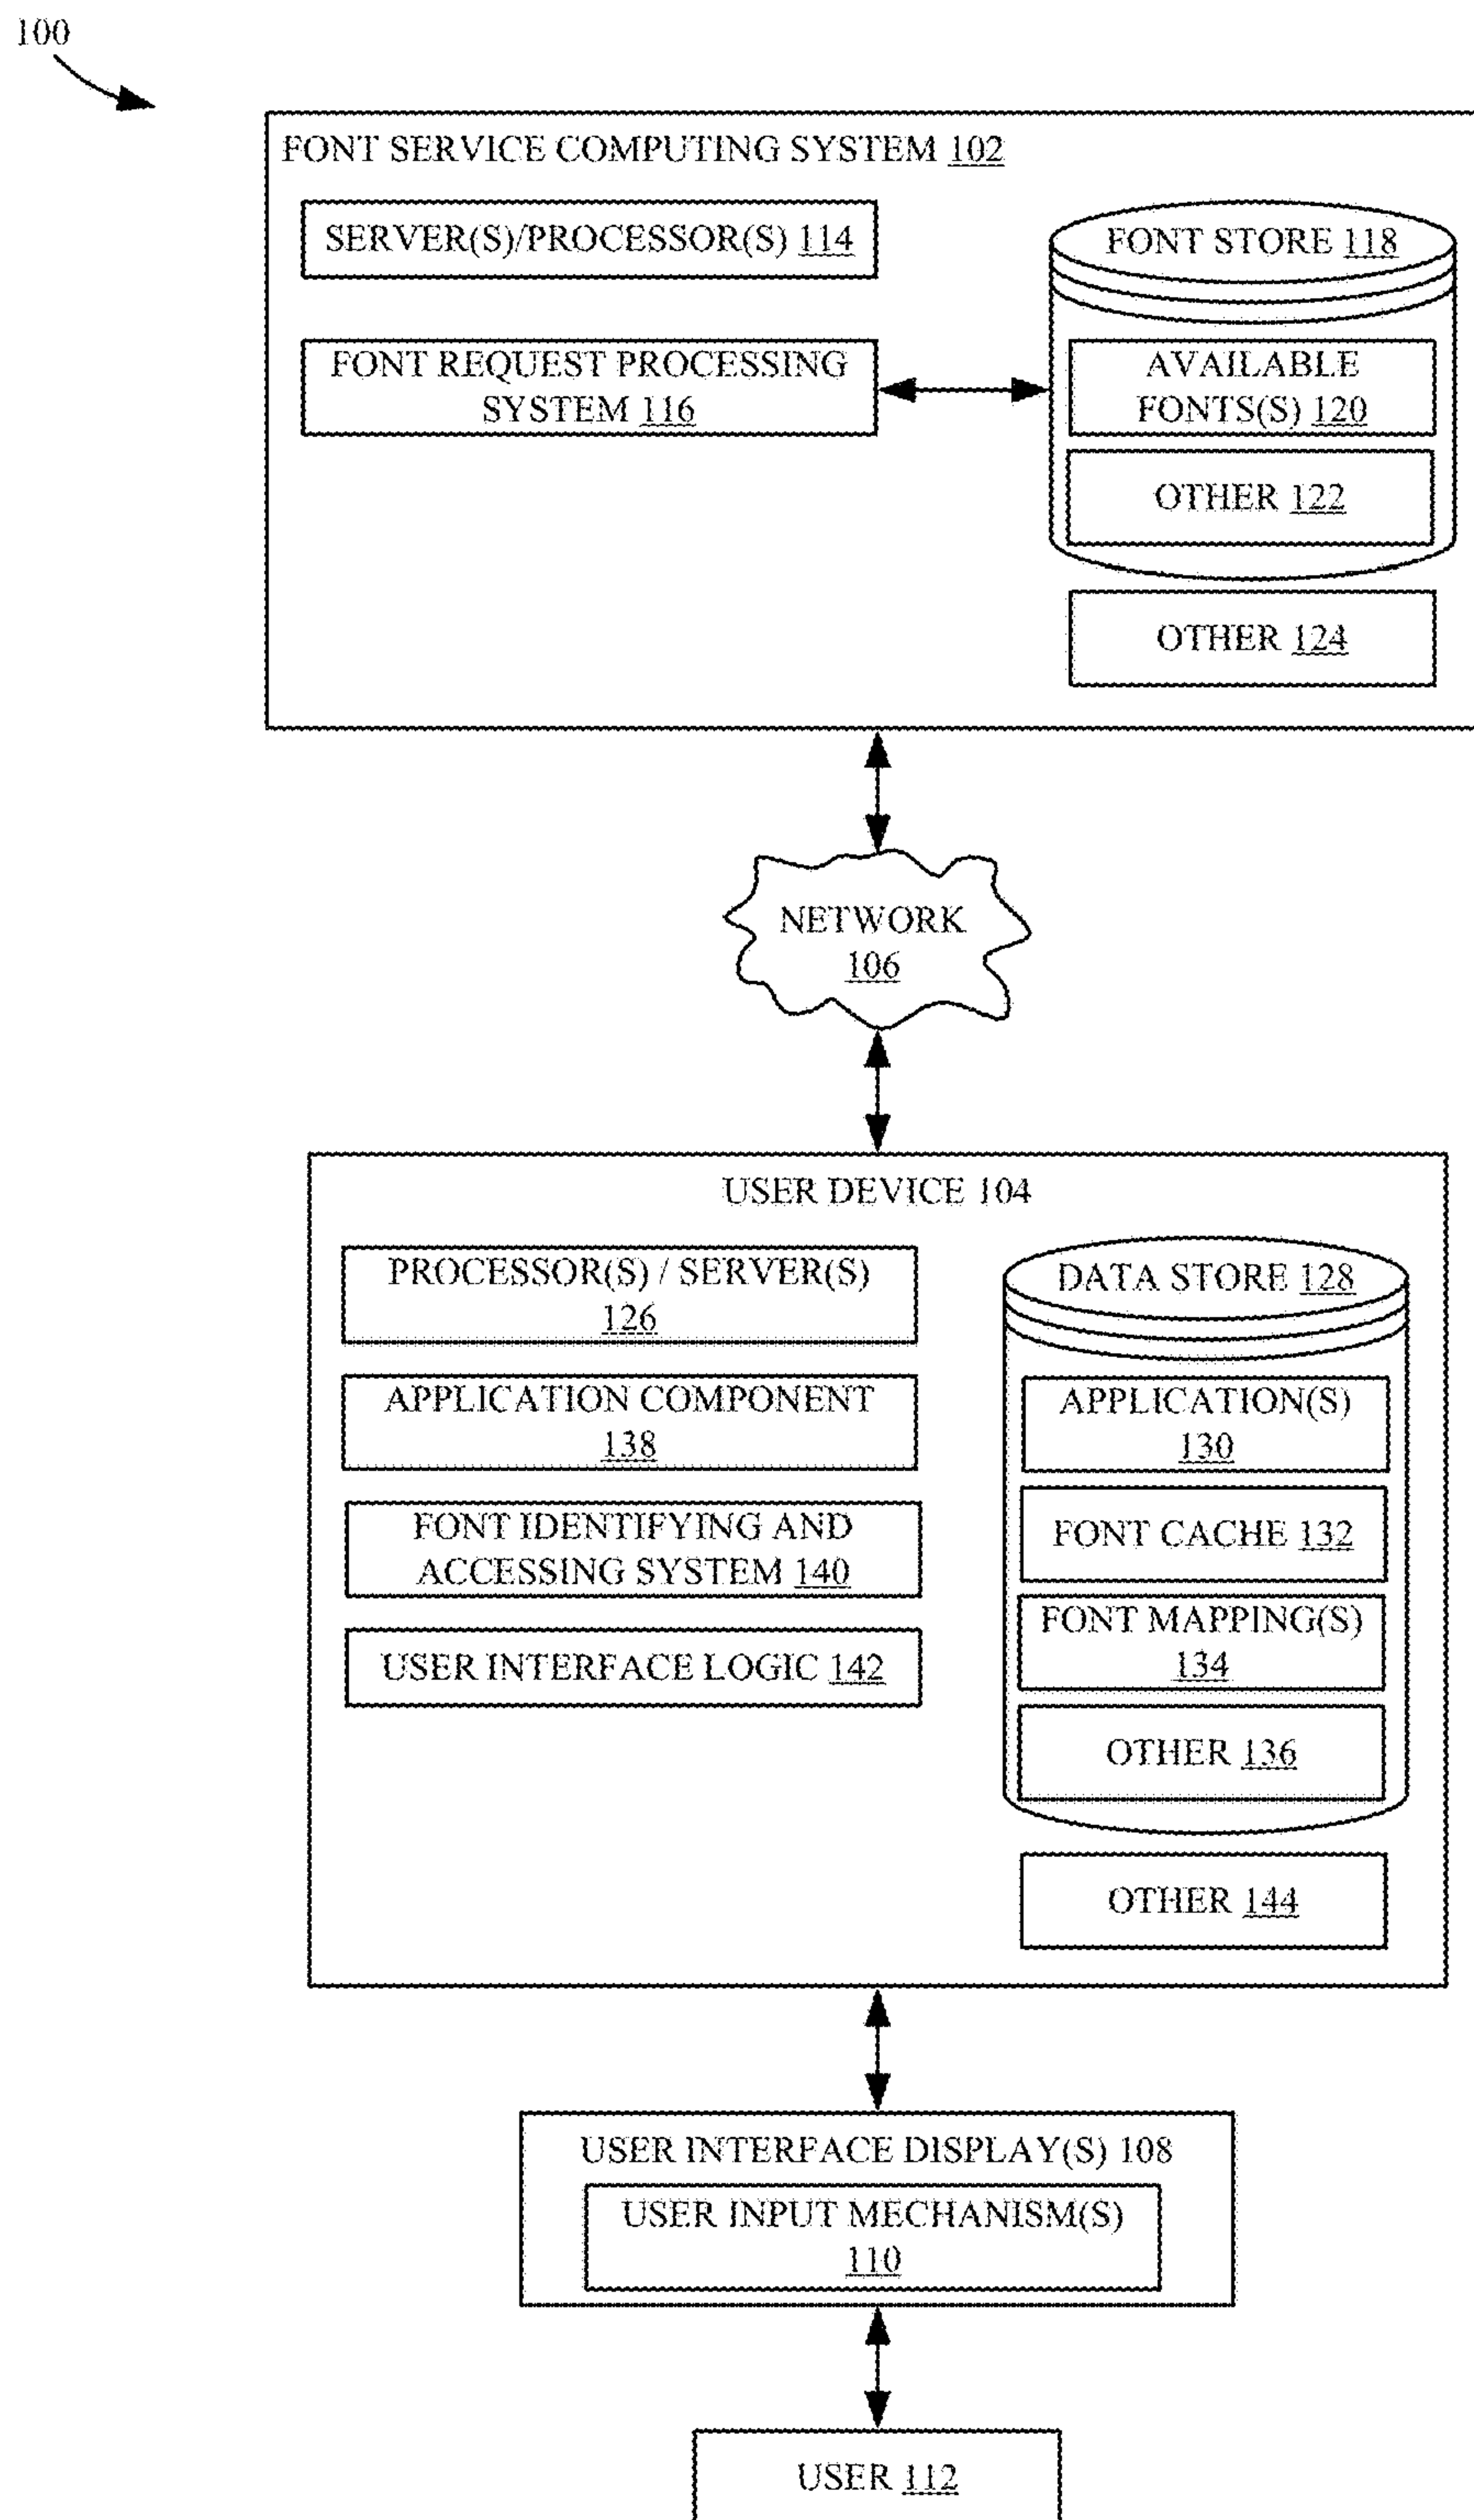 100
FONT SERVICE COMPUTING SYSTEM 102
SERVER(S)/PROCESSOR(S) 114
FONT REQUEST PROCESSING
SYSTEM 116
FONT STORE 118
AVAILABLE
FONTS(S) 120
OTHER 122
OTHER 124
NETWORK
106
USER DEVICE 104
PROCESSOR(S) / SERVER(S)
126
APPLICATION COMPONENT
138
FONT IDENTIFYING AND
ACCESSING SYSTEM 140
USER INTERFACE LOGIC 142
DATA STORE 128
APPLICATION(S)
130
FONT CACHE 132
FONT MAPPING(S)
134
OTHER 136
OTHER 144
USER INTERFACE DISPLAY(S) 108
USER INPUT MECHANISM(S)
110
USER 112